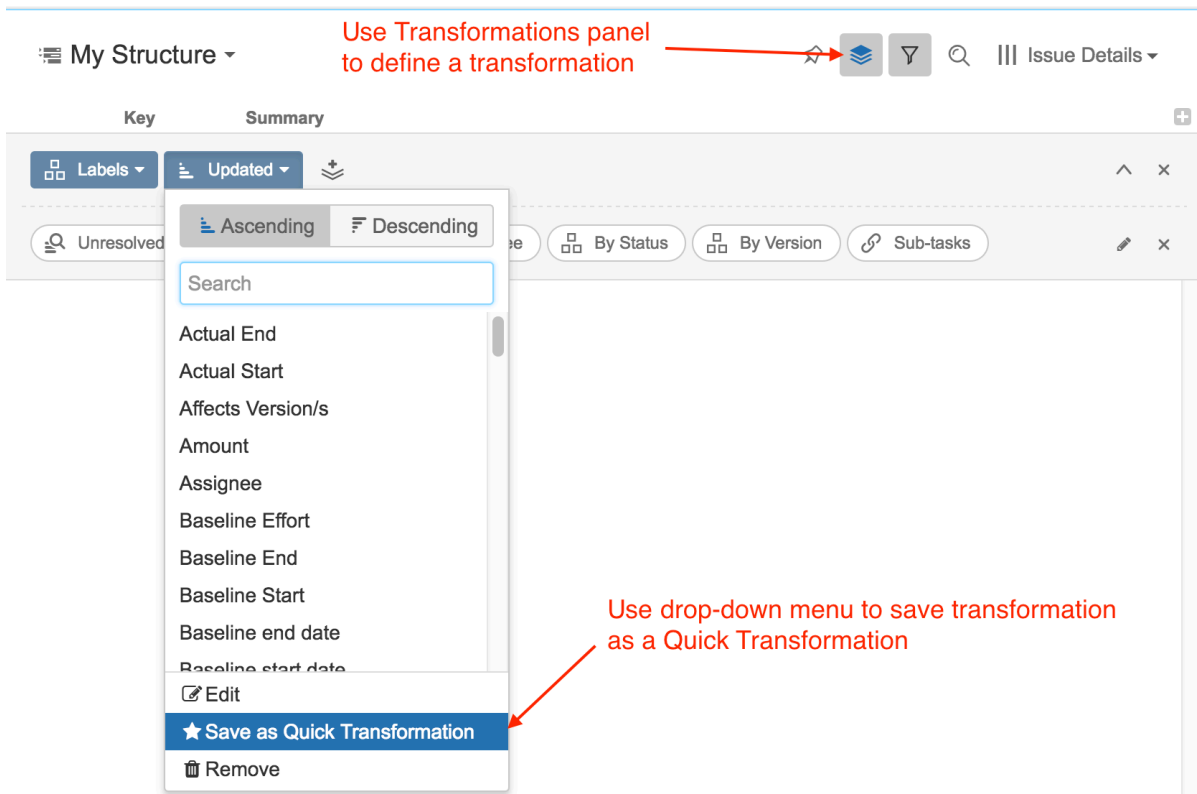 Use Transformations panel
to define a transformation
My Structure
Issue Details
Key Summary
Labels Updated
Ascending Descending
Unresolved ee By Status By Version Sub-tasks
Search
Actual End
Actual Start
Affects Version/s
Amount
Assignee
Baseline Effort
Baseline End
Baseline Start
Baseline end date
Baseline start date
Use drop-down menu to save transformation
as a Quick Transformation
Edit
Save as Quick Transformation
Remove